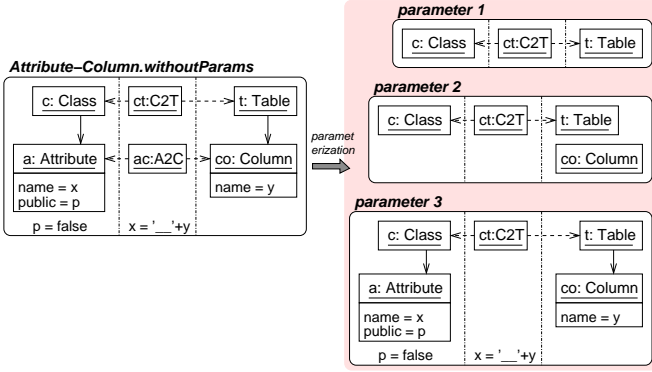 Attribute–Column.withoutParams
c: Class
ct:C2T
t: Table
a: Attribute
ac:A2C
co: Column
name = x
public = p
name = y
p = false
x = '__'+y
paramet
erization
parameter 1
c: Class
ct:C2T
t: Table
parameter 2
c: Class
ct:C2T
t: Table
co: Column
parameter 3
c: Class
ct:C2T
t: Table
a: Attribute
co: Column
name = x
public = p
name = y
p = false
x = '__'+y